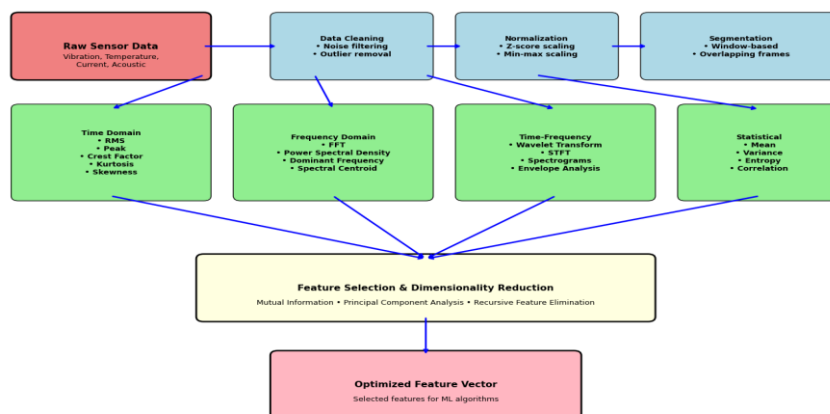 Raw Sensor Data
Vibration, Temperature,
Current, Acoustic
Data Cleaning
• Noise filtering
• Outlier removal
Normalization
• Z-score scaling
• Min-max scaling
Segmentation
• Window-based
• Overlapping frames
Time Domain
• RMS
• Peak
• Crest Factor
• Kurtosis
• Skewness
Frequency Domain
• FFT
• Power Spectral Density
• Dominant Frequency
• Spectral Centroid
Time-Frequency
• Wavelet Transform
• STFT
• Spectrograms
• Envelope Analysis
Statistical
• Mean
• Variance
• Entropy
• Correlation
Feature Selection & Dimensionality Reduction
Mutual Information • Principal Component Analysis • Recursive Feature Elimination
Optimized Feature Vector
Selected features for ML algorithms